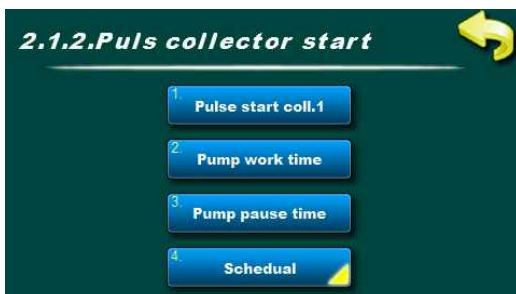 2.1.2.Puls collector start
1.
Pulse start coll.1
2.
Pump work time
3.
Pump pause time
4.
Schedual